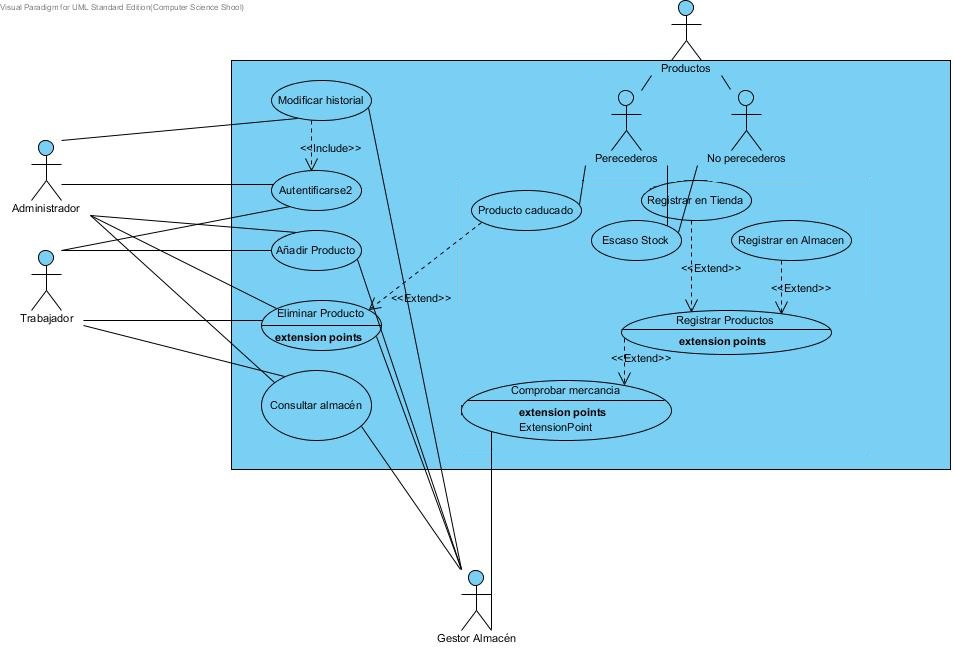 Visual Paradigm for UML Standard Edition(Computer Science Shool)
Productos
Modificar historial
Perecederos
No perecederos
<<Include>>
Administrador
Autentificarse2
Registrar en Tienda
Producto caducado
Escaso Stock
Registrar en Almacen
Añadir Producto
<<Extend>>
<<Extend>>
<<Extend>>
Trabajador
Eliminar Producto
extension points
Registrar Productos
extension points
<<Extend>>
Comprobar mercancia
extension points
ExtensionPoint
Consultar almacén
Gestor Almacén